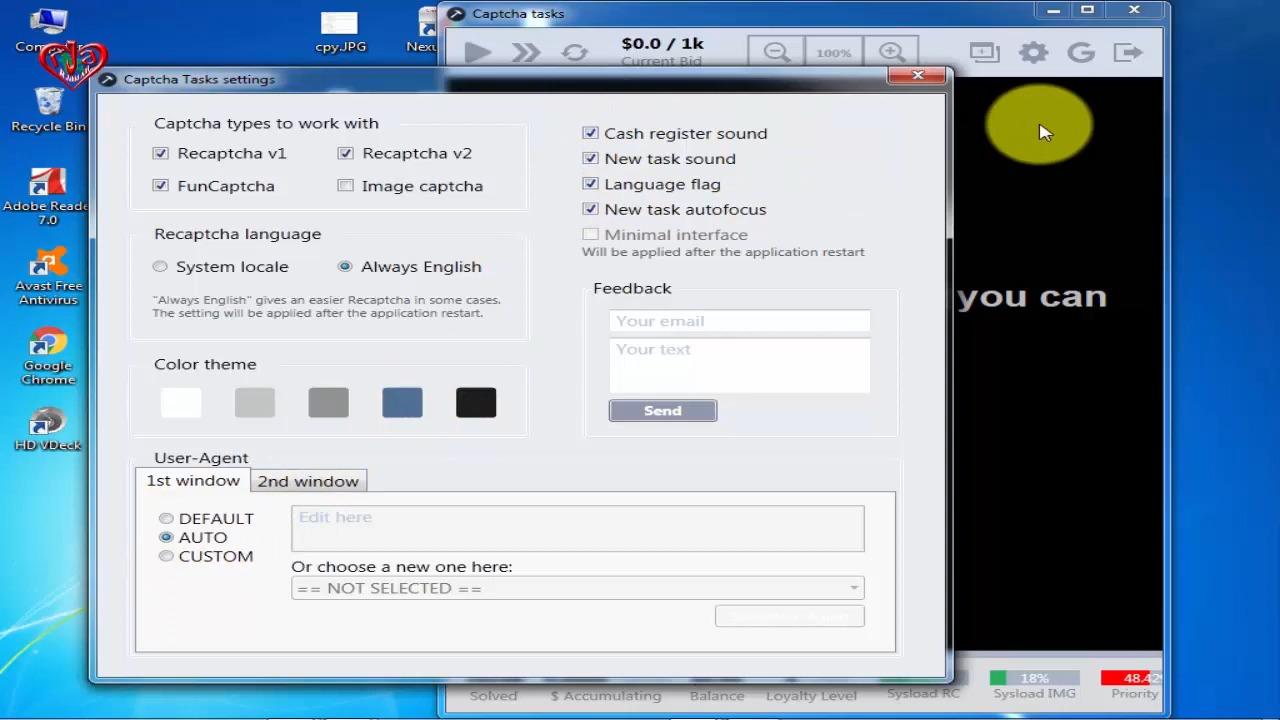 Captcha tasks
cpy.JPG
$0.0 / 1k
Current Bid
100%
Captcha Tasks settings
Recycle Bin
Adobe Reade
7.0
Avast Free
Antivirus
Google
Chrome
HD VDeck
Captcha types to work with
Recaptcha v1
Recaptcha v2
FunCaptcha
Image captcha
Recaptcha language
System locale
Always English
"Always English" gives an easier Recaptcha in some cases.
The setting will be applied after the application restart.
Color theme
Cash register sound
New task sound
Language flag
New task autofocus
Minimal interface
Will be applied after the application restart
Feedback
Your email
Your text
Send
you can
User-Agent
1st window
2nd window
DEFAULT
AUTO
CUSTOM
Edit here
Or choose a new one here:
== NOT SELECTED ==
Solved
$ Accumulating
Balance
Loyalty Level
Sysload RC
18%
Sysload IMG
48.42%
Priority